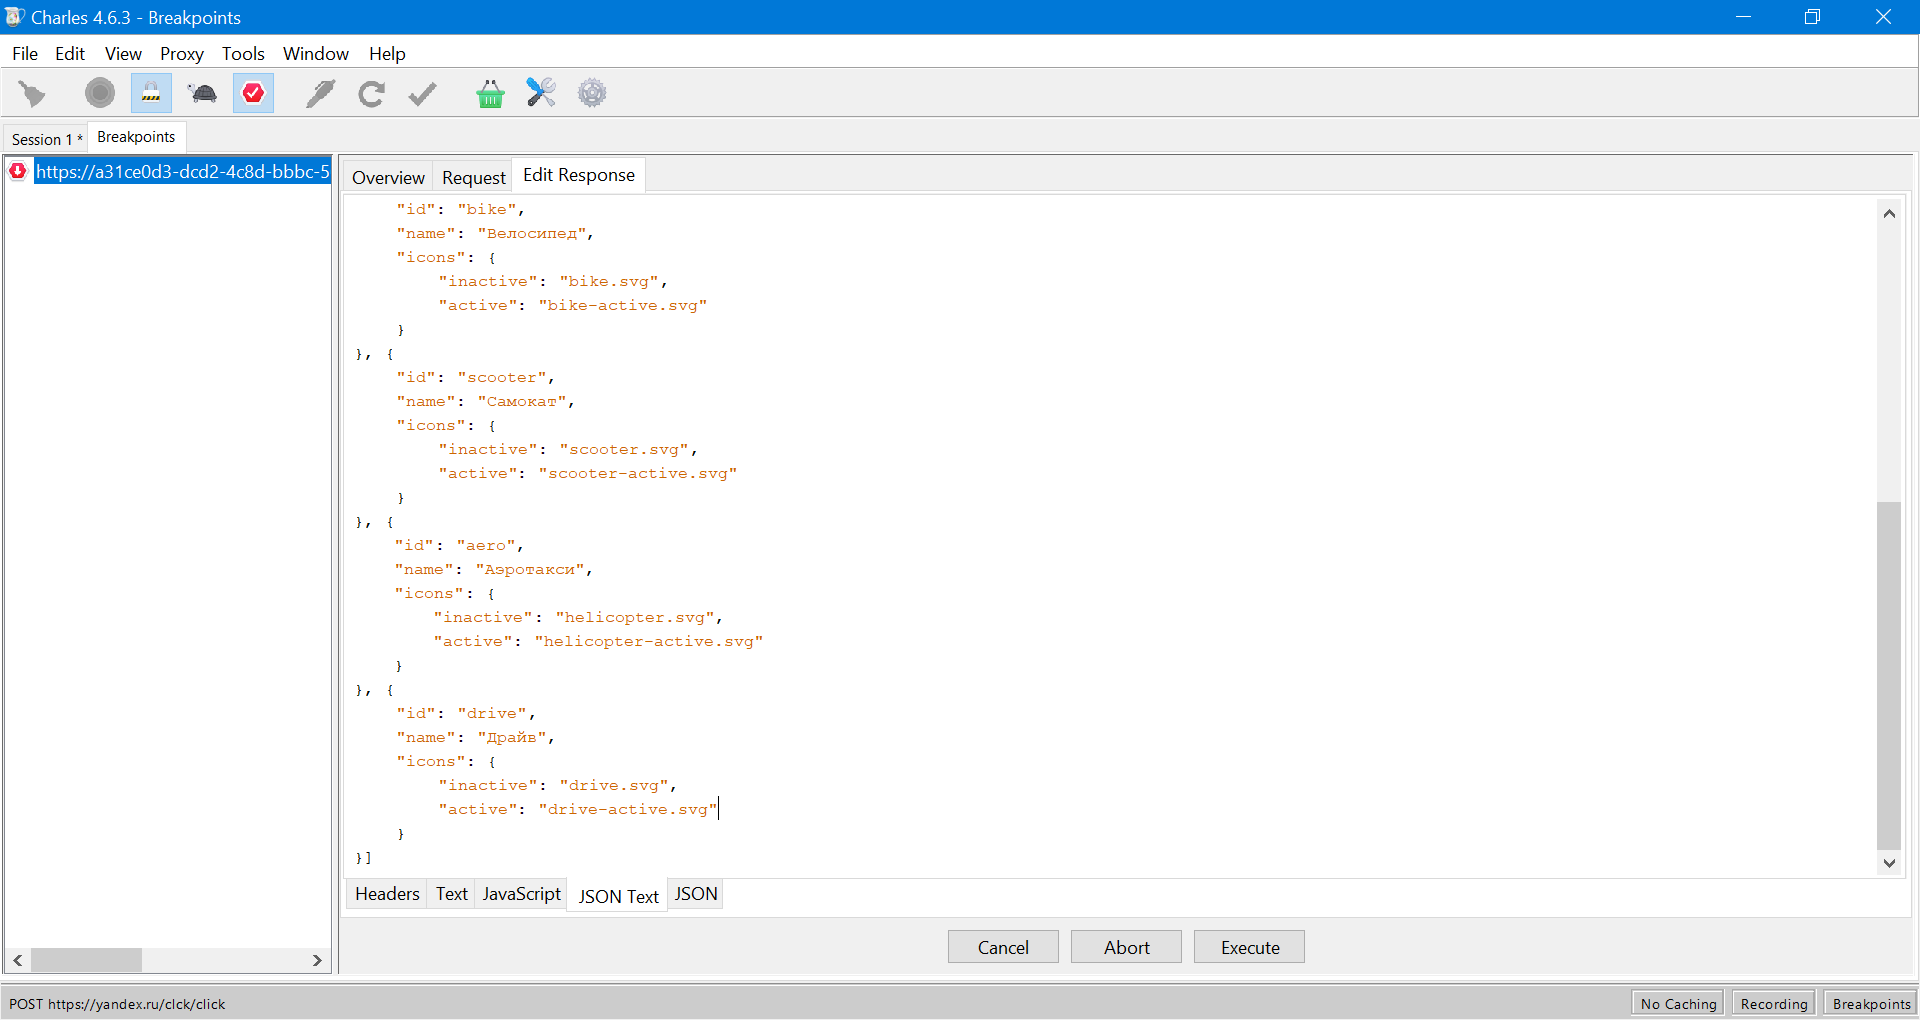 Charles 4.6.3 - Breakpoints
File Edit View Proxy Tools Window Help
Session 1 * Breakpoints
https://a31ce0d3-dcd2-4c8d-bbbc-5
Overview Request Edit Response
"id": "bike",
"name": "Велосипед",
"icons": {
"inactive": "bike.svg",
"active": "bike-active.svg"
}
}, {
"id": "scooter",
"name": "Самокат",
"icons": {
"inactive": "scooter.svg",
"active": "scooter-active.svg"
}
}, {
"id": "aero",
"name": "Аэротакси",
"icons": {
"inactive": "helicopter.svg",
"active": "helicopter-active.svg"
}
}, {
"id": "drive",
"name": "Драйв",
"icons": {
"inactive": "drive.svg",
"active": "drive-active.svg"
}
}]
Headers Text JavaScript JSON Text JSON
Cancel Abort Execute
POST https://yandex.ru/clck/click No Caching Recording Breakpoints